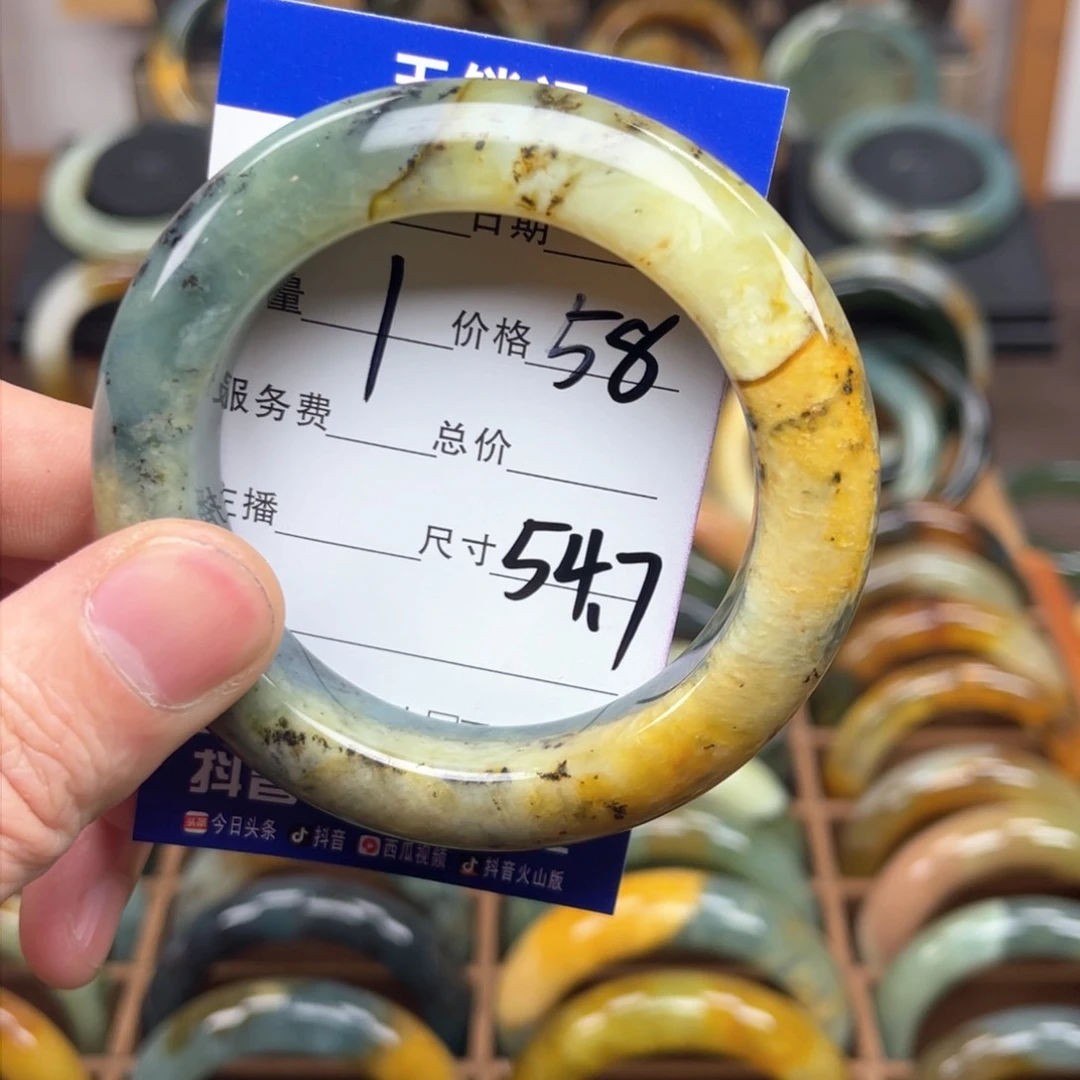 日期
量 1 价格 58
服务费 总价
主播 尺寸 54.7
抖音
今日头条 抖音 西瓜视频 抖音火山版